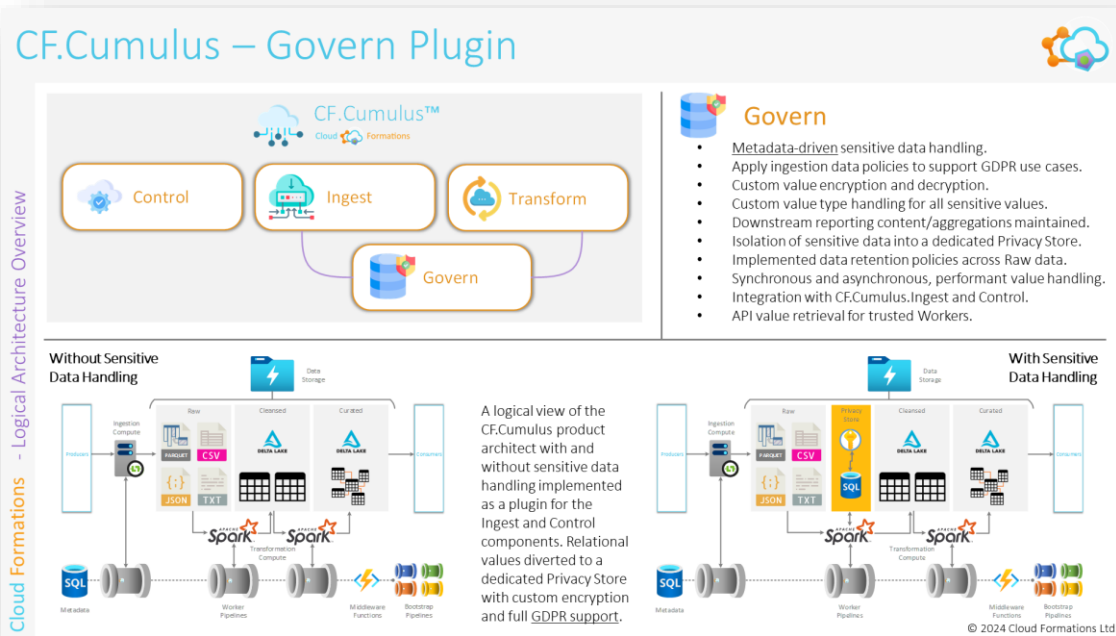 CF.Cumulus – Govern Plugin
Cloud Formations - Logical Architecture Overview
CF.Cumulus™
Cloud Formations
Control
Ingest
Transform
Govern
Govern
• Metadata-driven sensitive data handling.
• Apply ingestion data policies to support GDPR use cases.
• Custom value encryption and decryption.
• Custom value type handling for all sensitive values.
• Downstream reporting content/aggregations maintained.
• Isolation of sensitive data into a dedicated Privacy Store.
• Implemented data retention policies across Raw data.
• Synchronous and asynchronous, performant value handling.
• Integration with CF.Cumulus.Ingest and Control.
• API value retrieval for trusted Workers.
Without Sensitive
Data Handling
Data
Storage
Producers
Ingestion
Compute
Raw
Cleansed
Curated
Consumers
PARQUET
CSV
JSON
TXT
DELTA LAKE
DELTA LAKE
APACHE
Spark
APACHE
Spark
Transformation
Compute
SQL
Metadata
Worker
Pipelines
Middleware
Functions
Bootstrap
Pipelines
A logical view of the
CF.Cumulus product
architect with and
without sensitive data
handling implemented
as a plugin for the
Ingest and Control
components. Relational
values diverted to a
dedicated Privacy Store
with custom encryption
and full GDPR support.
With Sensitive
Data Handling
Data
Storage
Producers
Ingestion
Compute
Raw
Privacy
Store
Cleansed
Curated
Consumers
PARQUET
CSV
JSON
TXT
SQL
DELTA LAKE
DELTA LAKE
APACHE
Spark
APACHE
Spark
Transformation
Compute
SQL
Metadata
Worker
Pipelines
Middleware
Functions
Bootstrap
Pipelines
© 2024 Cloud Formations Ltd